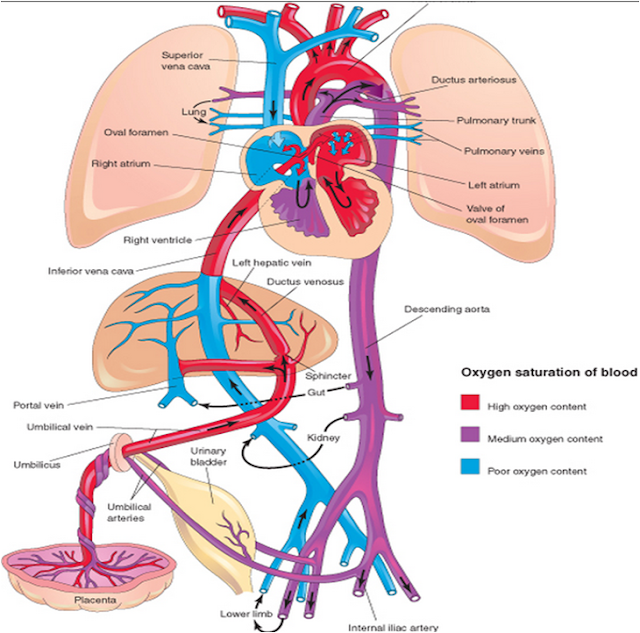 Superior
vena cava
Ductus arteriosus
Lung
Pulmonary trunk
Oval foramen
Pulmonary veins
Right atrium
Left atrium
Valve of
oval foramen
Right ventricle
Left hepatic vein
Inferior vena cava
Ductus venosus
Descending aorta
Oxygen saturation of blood
Sphincter
Gut
High oxygen content
Portal vein
Umbilical vein
Kidney
Medium oxygen content
Umbilicus
Urinary
bladder
Poor oxygen content
Umbilical
arteries
Placenta
Lower limb
Internal iliac artery